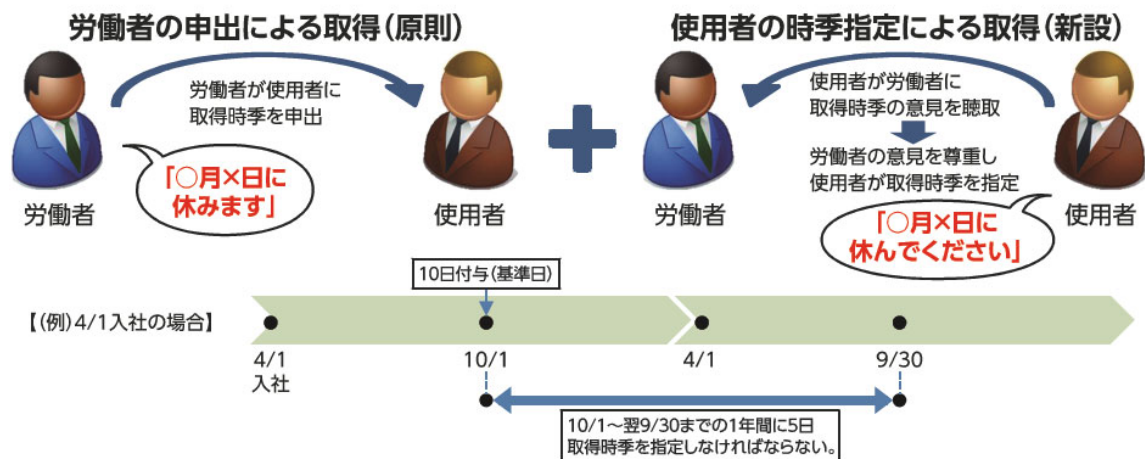 労働者の申出による取得(原則)
労働者が使用者に
取得時季を申出
「○月×日に
休みます」
労働者
使用者
使用者の時季指定による取得(新設)
使用者が労働者に
取得時季の意見を聴取
労働者の意見を尊重し
使用者が取得時季を指定
「○月×日に
休んでください」
労働者
使用者
10日付与(基準日)
【(例)4/1入社の場合】
4/1
入社
10/1
4/1
9/30
10/1～翌9/30までの1年間に5日
取得時季を指定しなければならない。